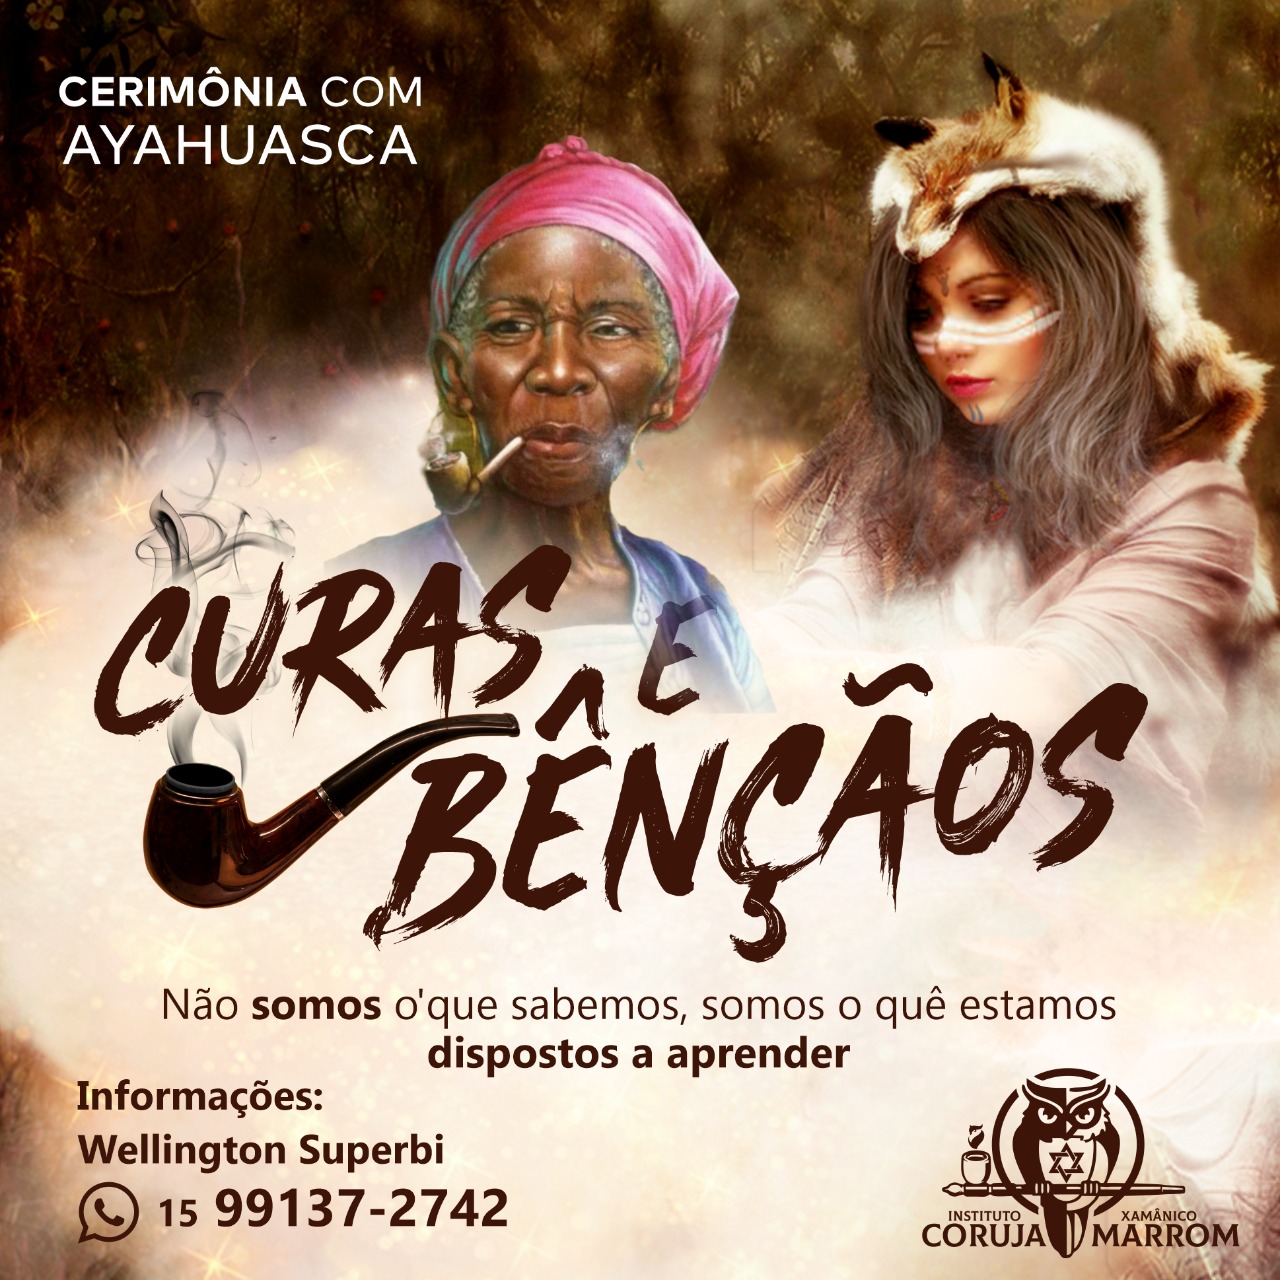 CERIMÔNIA COM
AYAHUASCA
CURAS E
BÊNÇÃOS
Não somos o'que sabemos, somos o quê estamos
dispostos a aprender
Informações:
Wellington Superbi
15 99137-2742
INSTITUTO XAMÂNICO
CORUJA MARROM